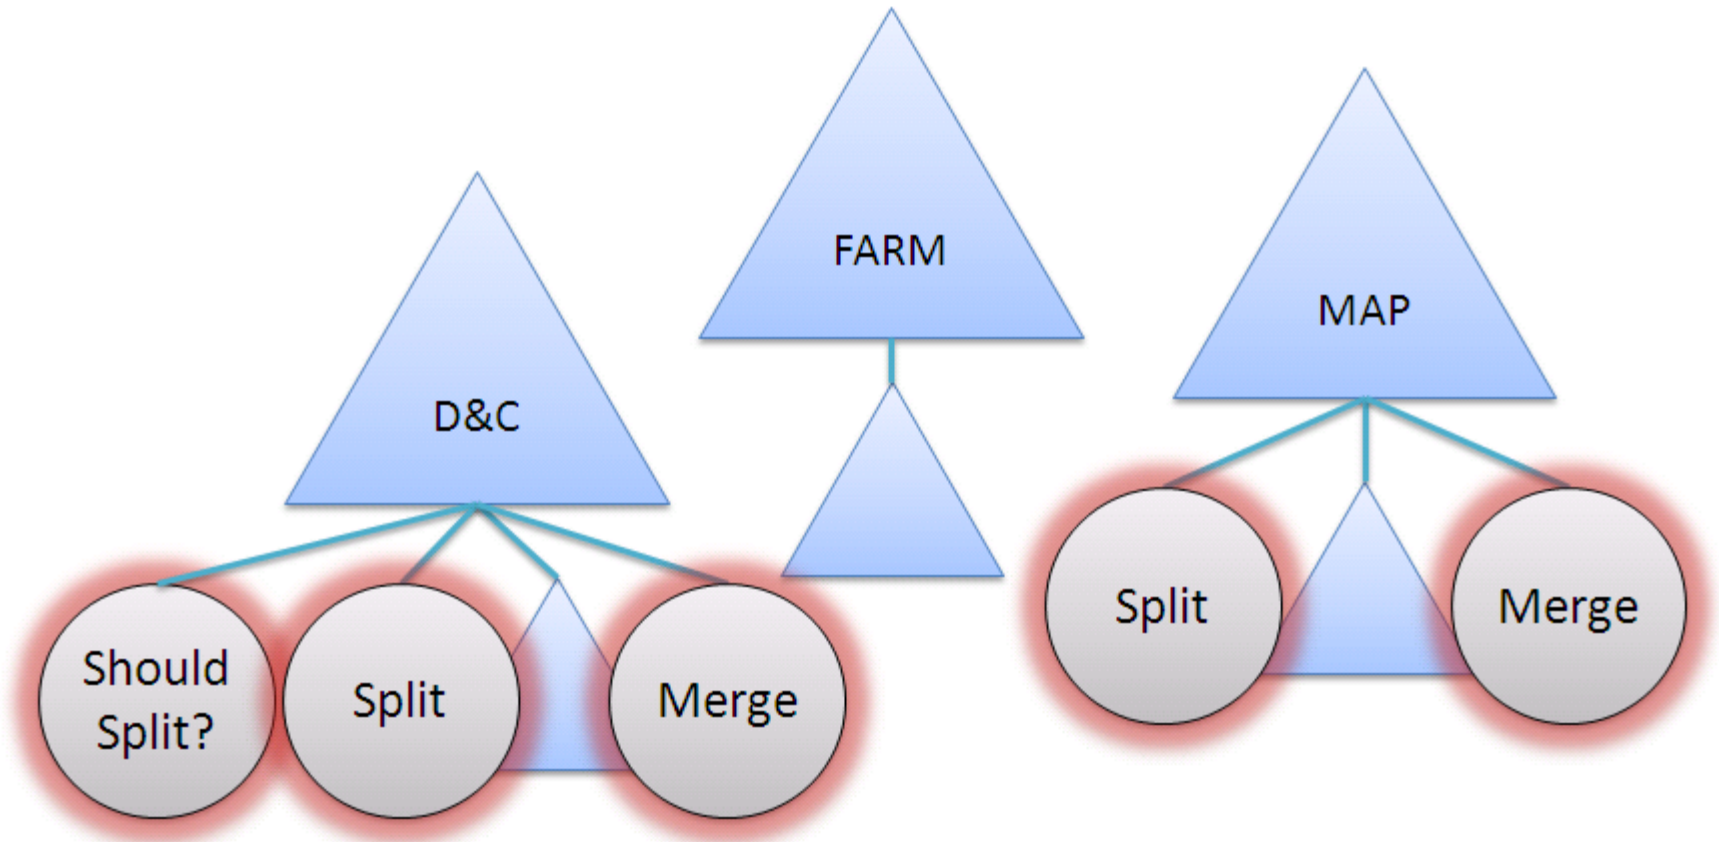 D&C
Should
Split?
Split
Merge
FARM
MAP
Split
Merge